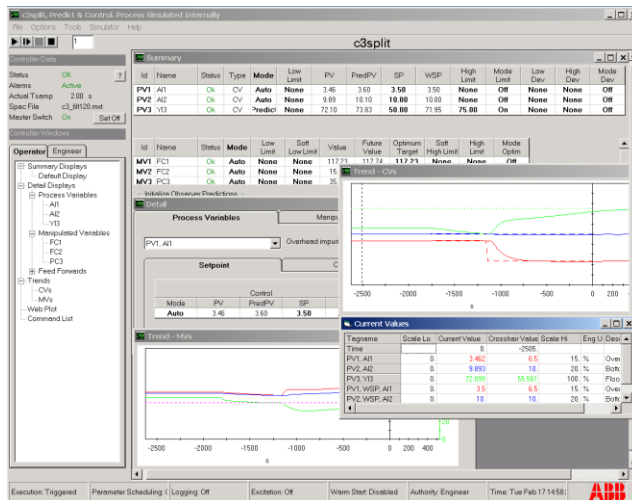 c3split, Predict & Control. Process Simulated Internally
File Options Tools Simulator Help
1
c3split
Controller Data
Status OK ?
Alarms Active
Actual Tsamp 2.00 s
Spec File c3_filt120.mxt
Master Switch On Set Off
Controller Windows
Operator Engineer
Summary Displays
Default Display
Detail Displays
Process Variables
AI1
AI2
YI3
Manipulated Variables
FC1
FC2
PC3
Feed Forwards
Trends
CVs
MVs
Web Plot
Command List
Summary
Id Name Status Type Mode Low Limit PV PredPV SP WSP High Limit Mode Limit Low Dev High Dev Mode Dev
PV1 AI1 Ok CV Auto None 3.46 3.60 3.50 3.50 None Off None None Off
PV2 AI2 Ok CV Auto None 9.89 10.10 10.00 10.00 None Off None None Off
PV3 YI3 Ok CV Predict None 72.10 73.83 50.00 71.95 75.00 On None None Off
Id Name Status Mode Low Limit Soft Low Limit Value Future Value Optimum Target Soft High Limit High Limit Mode Optim
MV1 FC1 Ok Auto None None 117.23 117.74 117.23 None None Off
MV2 FC2 Ok Auto None None 15.
MV3 PC3 Ok Auto None None 35
Initialize Observer Predictions
Detail
Process Variables Manipu
PV1, AI1 Overhead impuri
Setpoint C
Control
Mode PV PredPV SP
Auto 3.46 3.60 3.50
Trend - CVs
-2500 -2000 -1500 -1000 -500 0 200
s
Current Values
Tagname Scale Lo Current Value Crosshair Value Scale Hi Eng U Desc
Time 0. -2505.
PV1, AI1 0. 3.462 6.5 15. % Over
PV2, AI2 0. 9.893 10. 20. % Botto
PV3, YI3 0. 72.099 55.551 100. % Floo
PV1, WSP, AI1 0. 3.5 6.5 15. % Over
PV2, WSP, AI2 0. 10. 10. 20. % Botto
Trend - MVs
20
0
-2500 -2000 -1500 -1000 -500 0 200 400
s
Execution: Triggered Parameter Scheduling: ( Logging: Off Excitation: Off Warm Start: Disabled Authority: Engineer Time: Tue Feb 17 14:58:
ABB